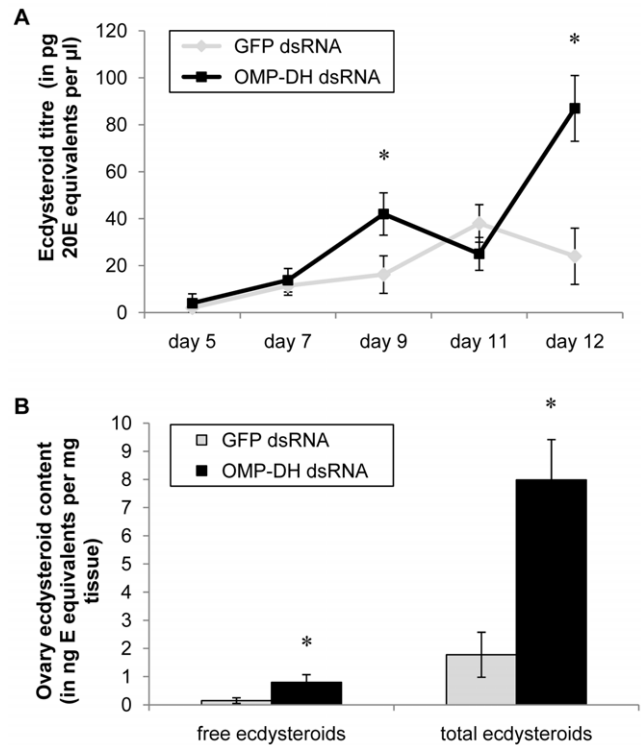 A
Ecdysteroid titre (in pg
20E equivalents per µl)
120
100
80
60
40
20
0
GFP dsRNA
OMP-DH dsRNA
*
*
day 5
day 7
day 9
day 11
day 12
B
Ovary ecdysteroid content
(in ng E equivalents per mg
tissue)
10
9
8
7
6
5
4
3
2
1
0
GFP dsRNA
OMP-DH dsRNA
*
*
free ecdysteroids
total ecdysteroids